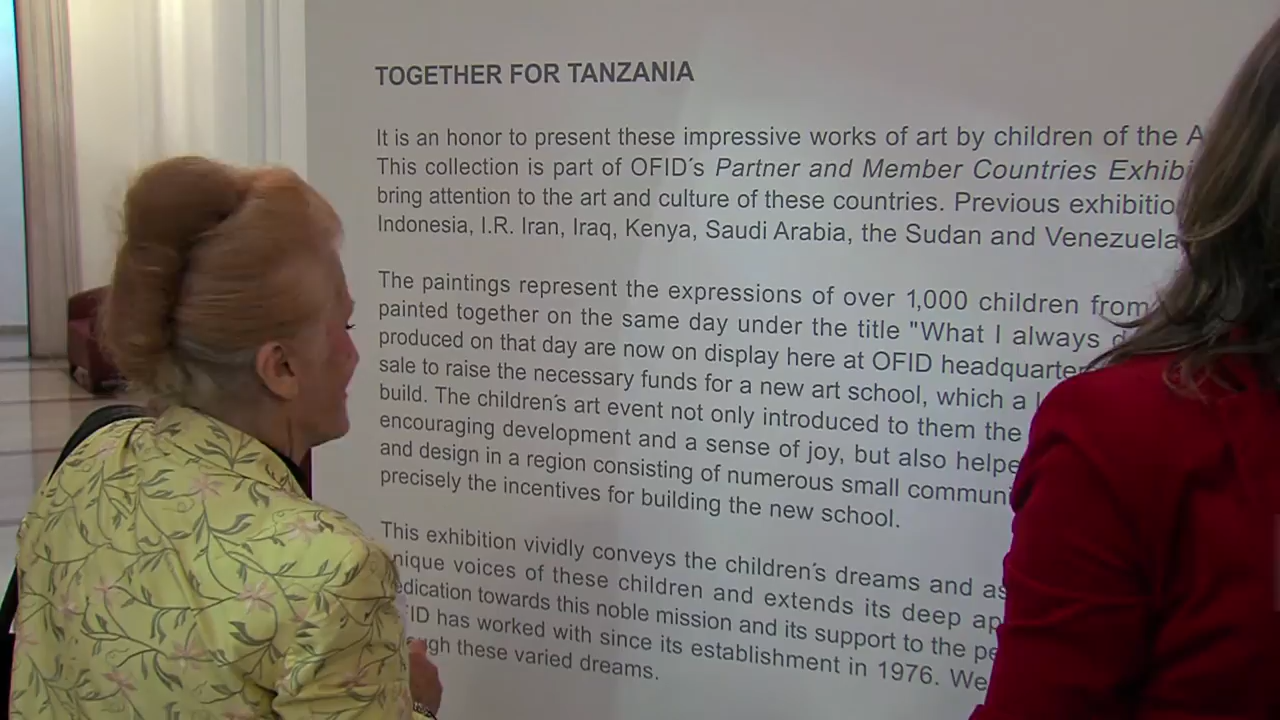 TOGETHER FOR TANZANIA
It is an honor to present these impressive works of art by children of the
This collection is part of OFID´s Partner and Member Countries
bring attention to the art and culture of these countries. Previous
Indonesia, I.R. Iran, Iraq, Kenya, Saudi Arabia, the Sudan and Venezuela
The paintings represent the expressions of over 1,000 children from
painted together on the same day under the title "What I always
produced on that day are now on display here at OFID
sale to raise the necessary funds for a new art school, which a
build. The children´s art event not only introduced to them the
encouraging development and a sense of joy, but also
and design in a region consisting of numerous small
precisely the incentives for building the new school.
This exhibition vividly conveys the children´s dreams and
voices of these children and extends its deep
towards this noble mission and its support to the
has worked with since its establishment in 1976. We
these varied dreams.